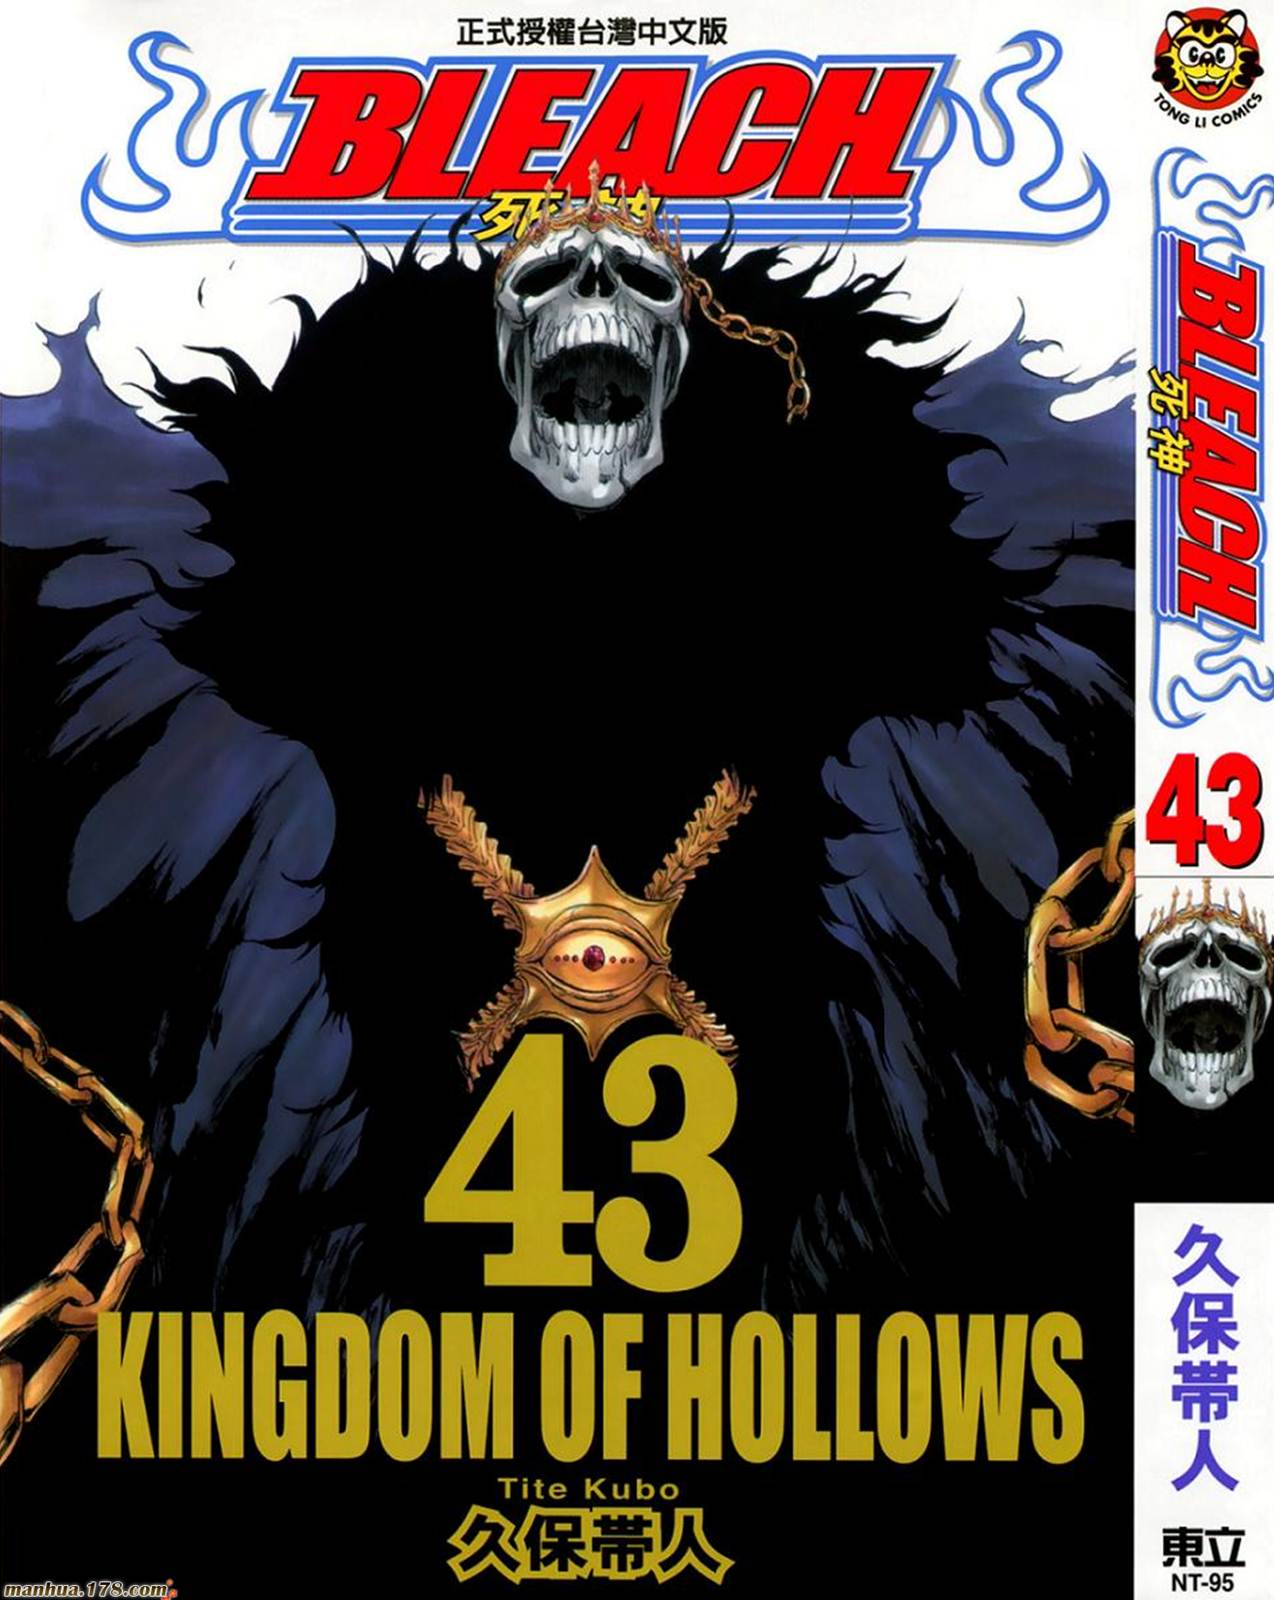 正式授權台灣中文版
BLEACH
死神
43
KINGDOM OF HOLLOWS
Tite Kubo
久保帯人
manhua.178.com
TONG LI COMICS
BLEACH
死神
43
久保帯人
東立
NT-95